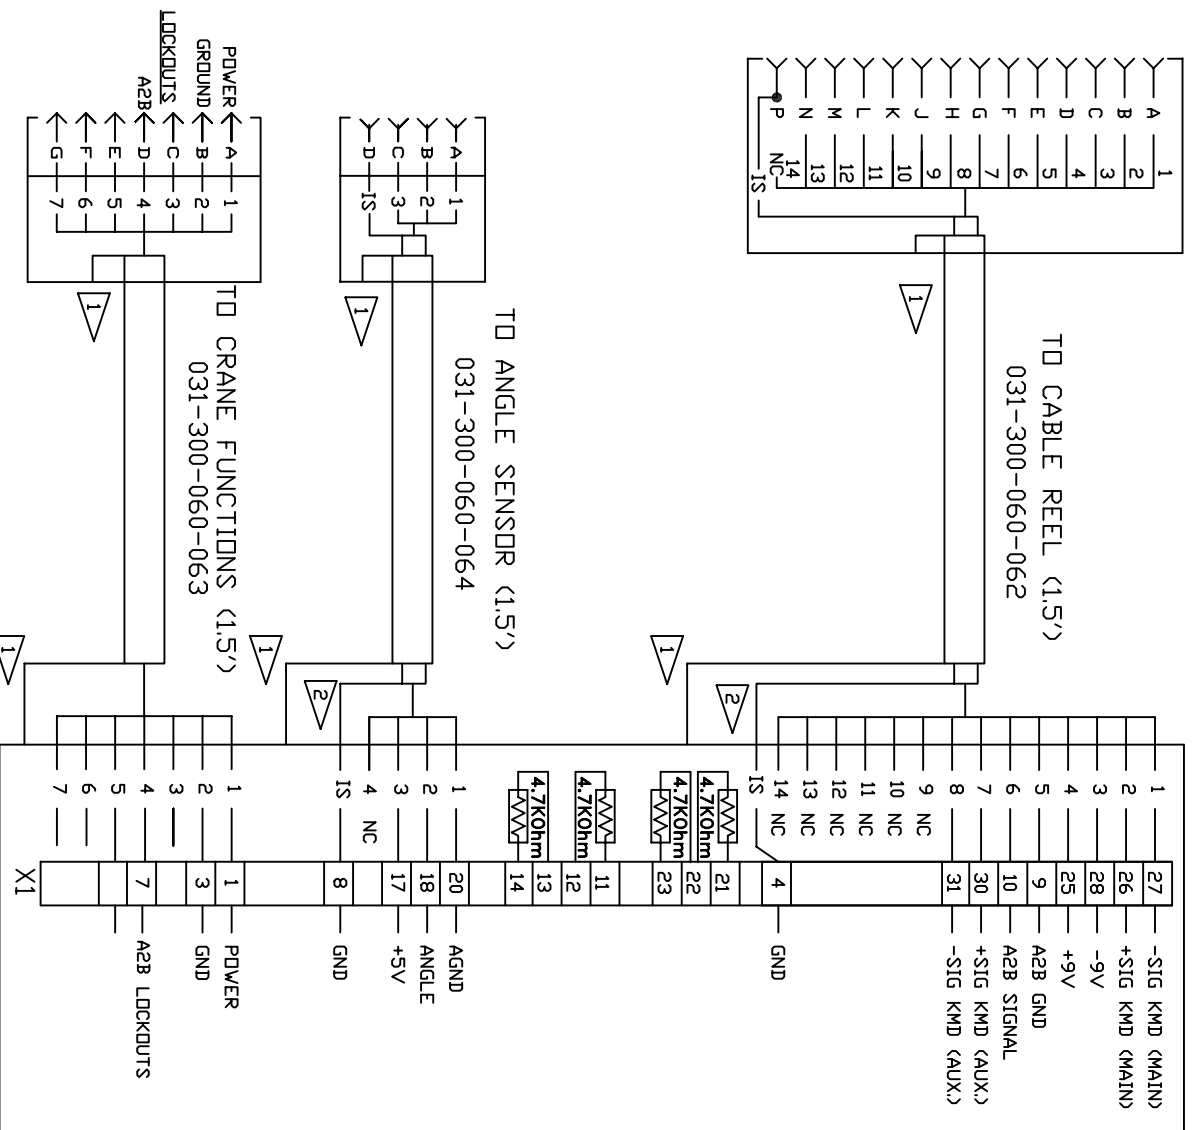 A 1
B 2
C 3
D 4
E 5
F 6
G 7
H 8
J 9
K 10
L 11
M 12
N 13
P NC 14
IS
1
TO CABLE REEL (1.5')
031-300-060-062
1
2
1 27 -SIG KMD (MAIN)
2 26 +SIG KMD (MAIN)
3 28 -9V
4 25 +9V
5 9 A2B GND
6 10 A2B SIGNAL
7 30 +SIG KMD (AUX.)
8 31 -SIG KMD (AUX.)
9 NC
10 NC
11 NC
12 NC
13 NC
14 NC
IS 4 GND
4.7KOhm 21
22
4.7KOhm 23
4.7KOhm 11
12
4.7KOhm 13
14
A 1
B 2
C 3
D IS
1
TO ANGLE SENSOR (1.5')
031-300-060-064
1
2
1 20 AGND
2 18 ANGLE
3 17 +5V
4 NC
IS 8 GND
POWER A 1
GROUND B 2
LOCKOUTS C 3
A2B D 4
E 5
F 6
G 7
1
TO CRANE FUNCTIONS (1.5')
031-300-060-063
1
1 1 POWER
2 3 GND
3
4 7 A2B LOCKOUTS
5
6
7
X1